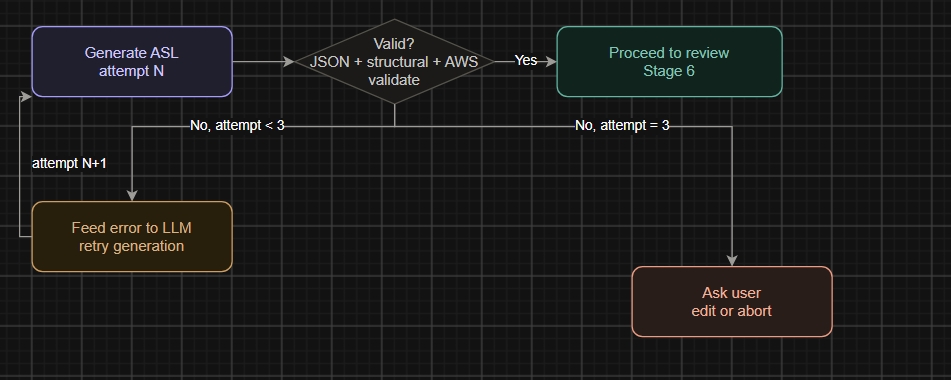 Generate ASL
attempt N
Valid?
JSON + structural + AWS
validate
Yes
Proceed to review
Stage 6
No, attempt < 3
No, attempt = 3
attempt N+1
Feed error to LLM
retry generation
Ask user
edit or abort